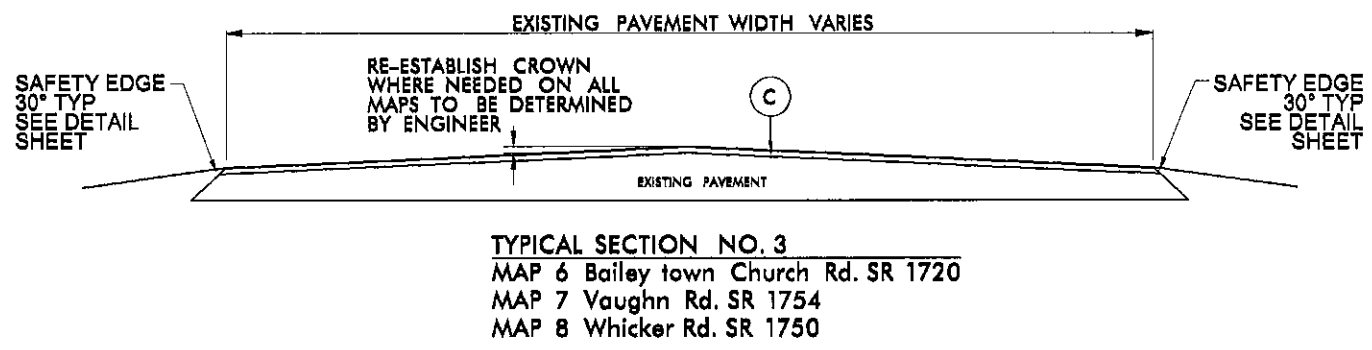 EXISTING PAVEMENT WIDTH VARIES
SAFETY EDGE
30° TYP
SEE DETAIL
SHEET
RE-ESTABLISH CROWN
WHERE NEEDED ON ALL
MAPS TO BE DETERMINED
BY ENGINEER
C
SAFETY EDGE
30° TYP
SEE DETAIL
SHEET
EXISTING PAVEMENT
TYPICAL SECTION NO. 3
MAP 6 Bailey town Church Rd. SR 1720
MAP 7 Vaughn Rd. SR 1754
MAP 8 Whicker Rd. SR 1750